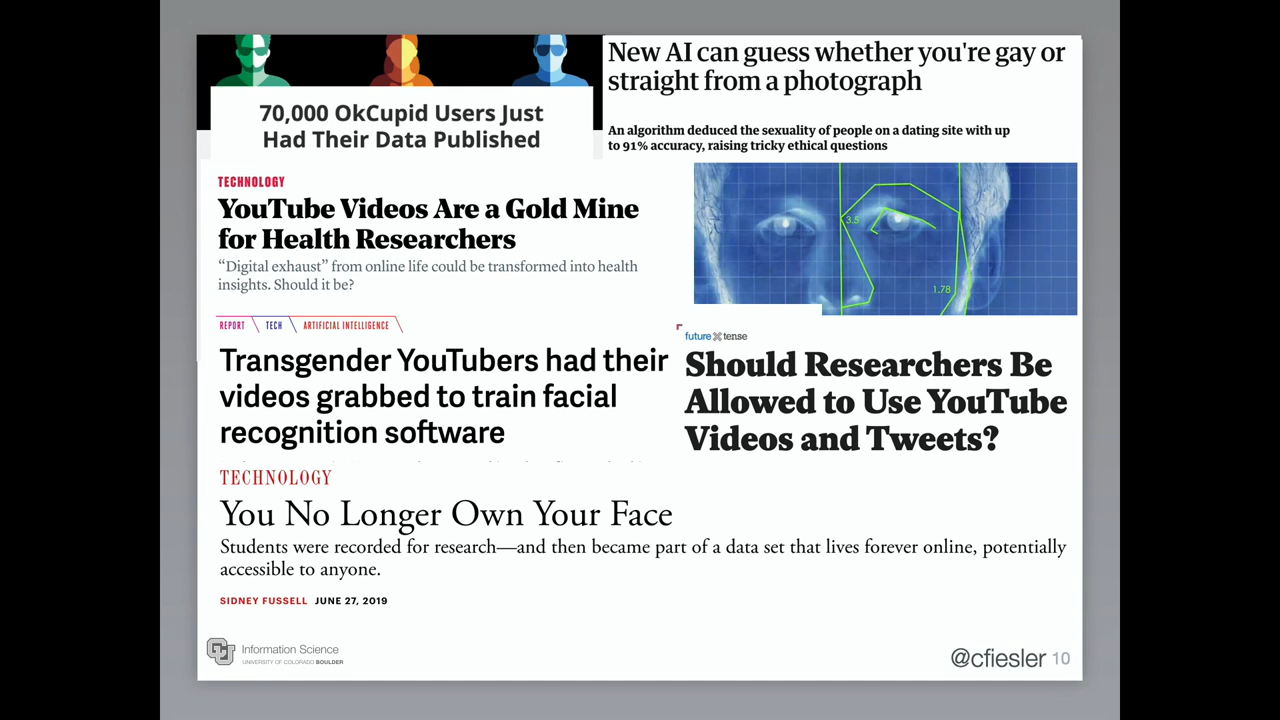 70,000 OkCupid Users Just
Had Their Data Published
New AI can guess whether you're gay or
straight from a photograph
An algorithm deduced the sexuality of people on a dating site with up
to 91% accuracy, raising tricky ethical questions
TECHNOLOGY
YouTube Videos Are a Gold Mine
for Health Researchers
“Digital exhaust” from online life could be transformed into health
insights. Should it be?
3.5
1.78
REPORT TECH ARTIFICIAL INTELLIGENCE
Transgender YouTubers had their
videos grabbed to train facial
recognition software
future tense
Should Researchers Be
Allowed to Use YouTube
Videos and Tweets?
TECHNOLOGY
You No Longer Own Your Face
Students were recorded for research—and then became part of a data set that lives forever online, potentially
accessible to anyone.
SIDNEY FUSSELL JUNE 27, 2019
CU
Information Science
UNIVERSITY OF COLORADO BOULDER
@cfiesler 10